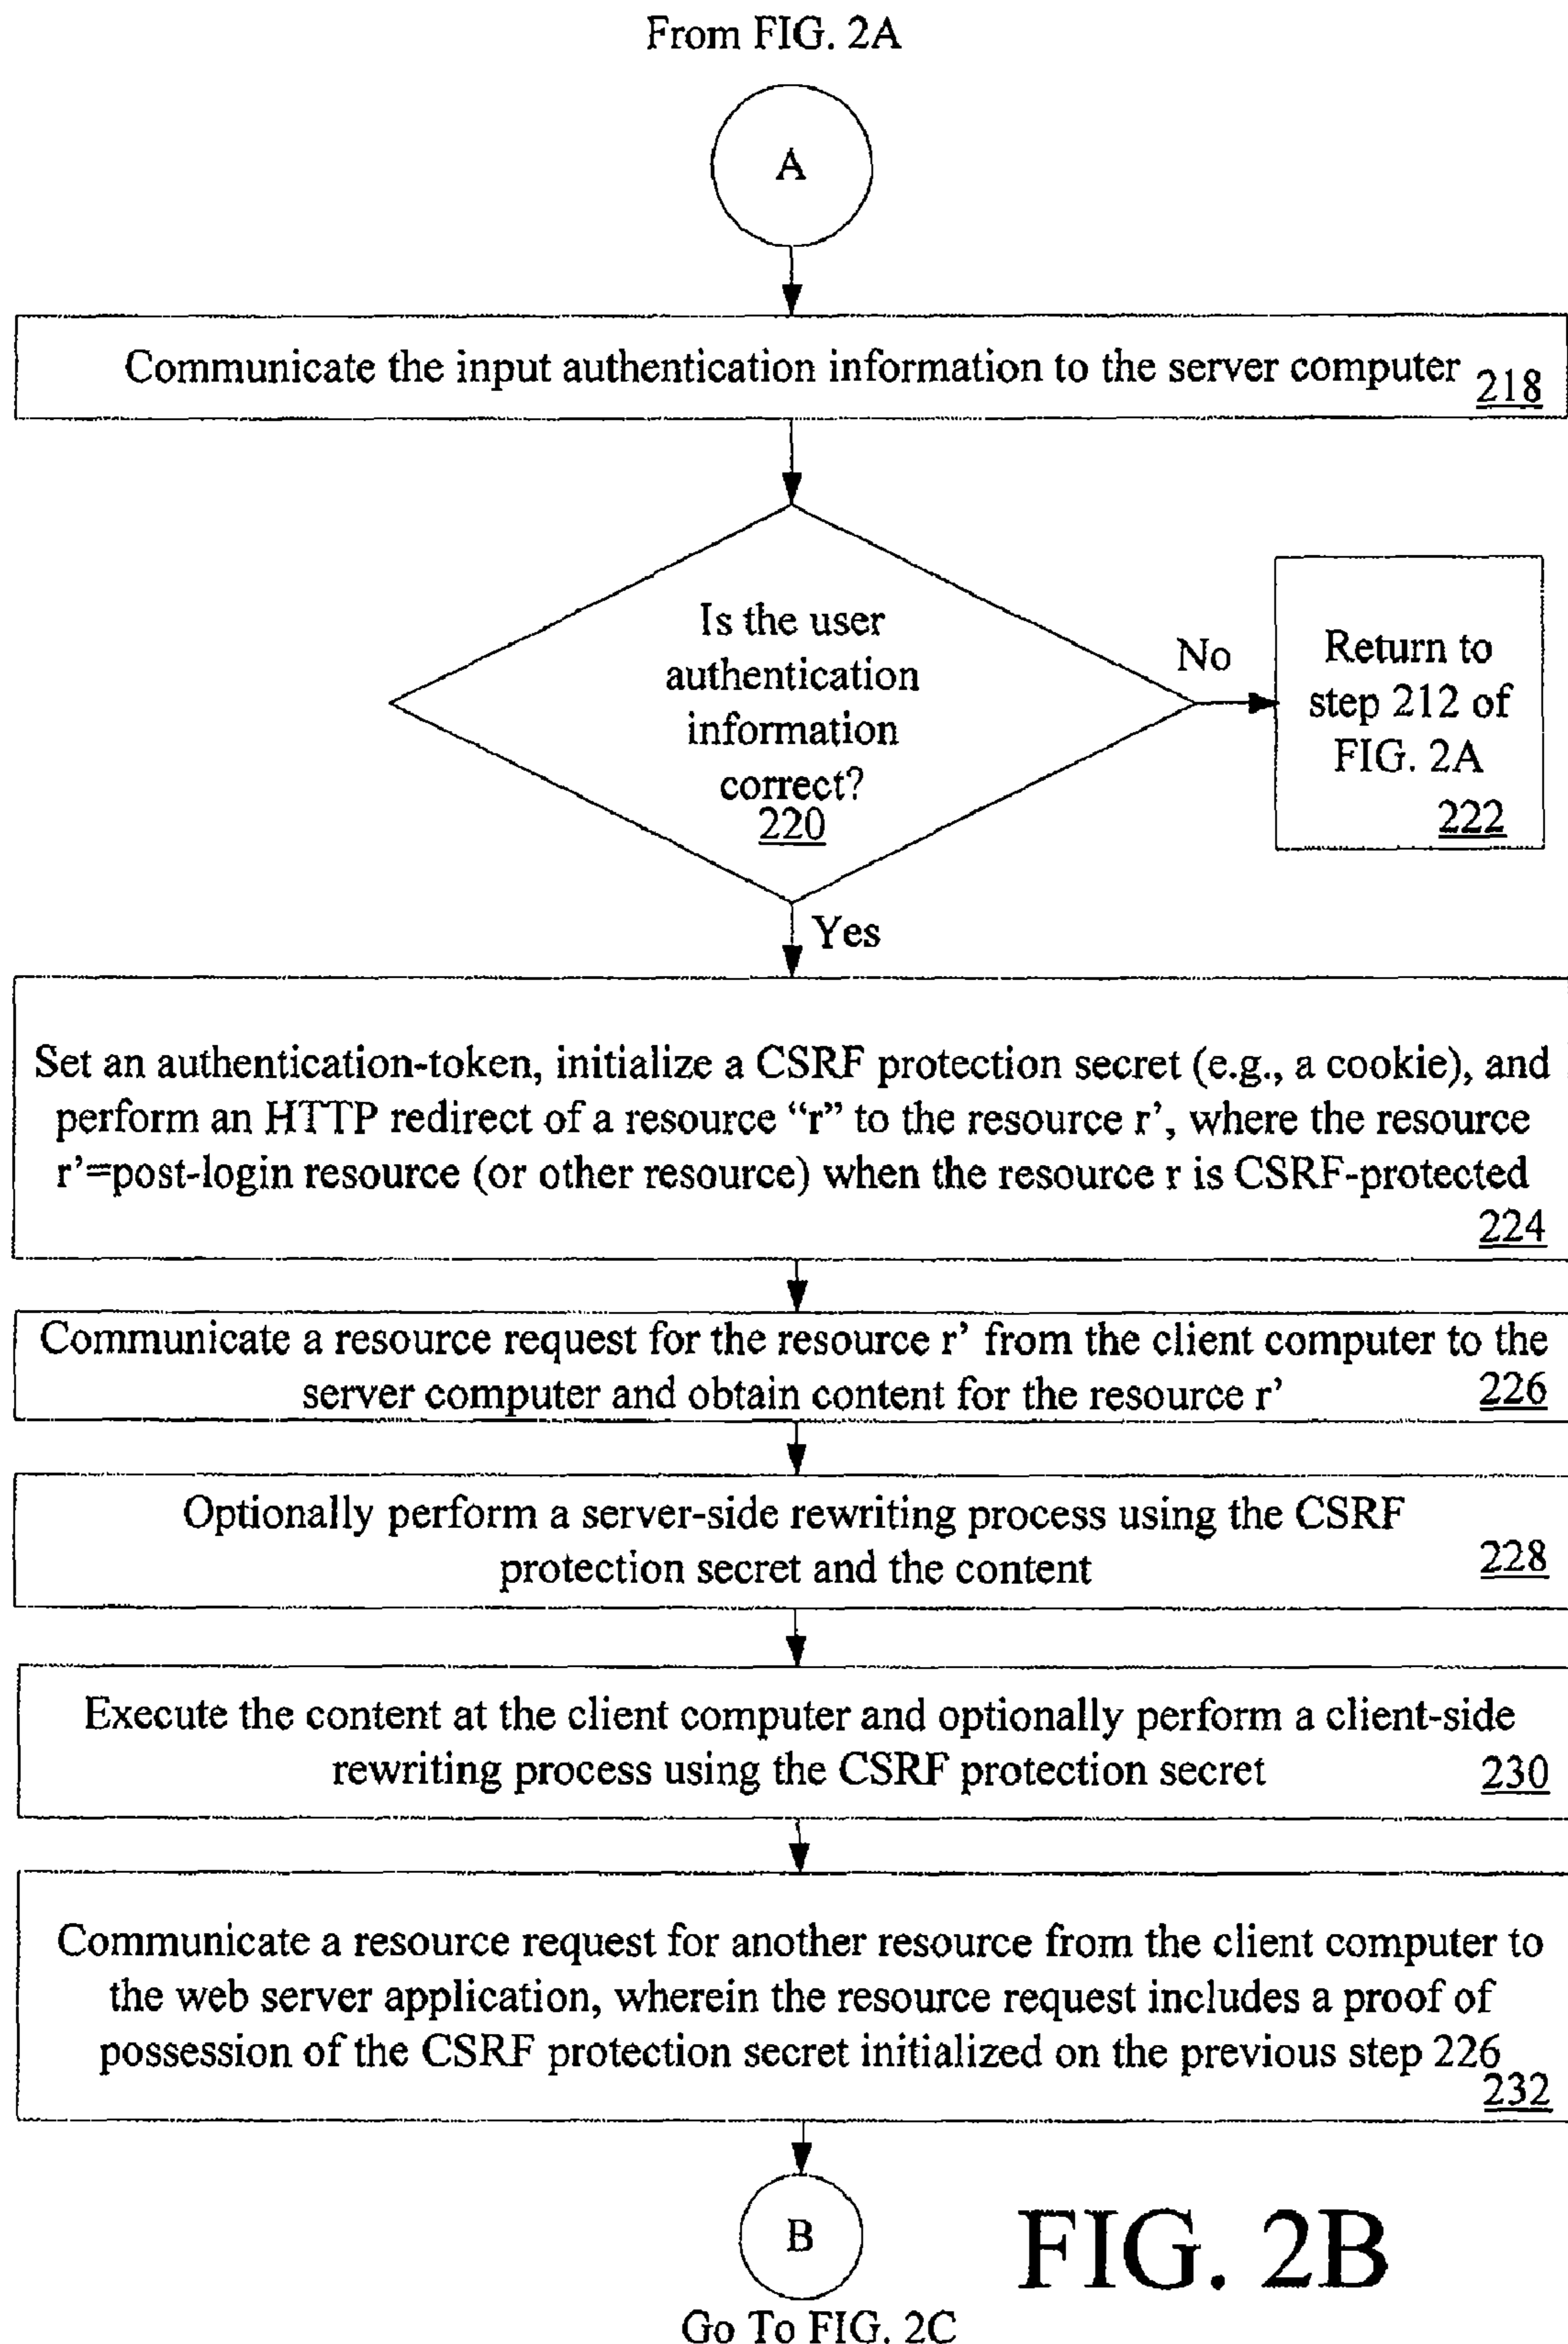 From FIG. 2A
A
Communicate the input authentication information to the server computer 218
Is the user
authentication
information
correct?
220
No
Return to
step 212 of
FIG. 2A
222
Yes
Set an authentication-token, initialize a CSRF protection secret (e.g., a cookie), and
perform an HTTP redirect of a resource “r” to the resource r’, where the resource
r’=post-login resource (or other resource) when the resource r is CSRF-protected
224
Communicate a resource request for the resource r’ from the client computer to the
server computer and obtain content for the resource r’ 226
Optionally perform a server-side rewriting process using the CSRF
protection secret and the content 228
Execute the content at the client computer and optionally perform a client-side
rewriting process using the CSRF protection secret 230
Communicate a resource request for another resource from the client computer to
the web server application, wherein the resource request includes a proof of
possession of the CSRF protection secret initialized on the previous step 226
232
B
FIG. 2B
Go To FIG. 2C